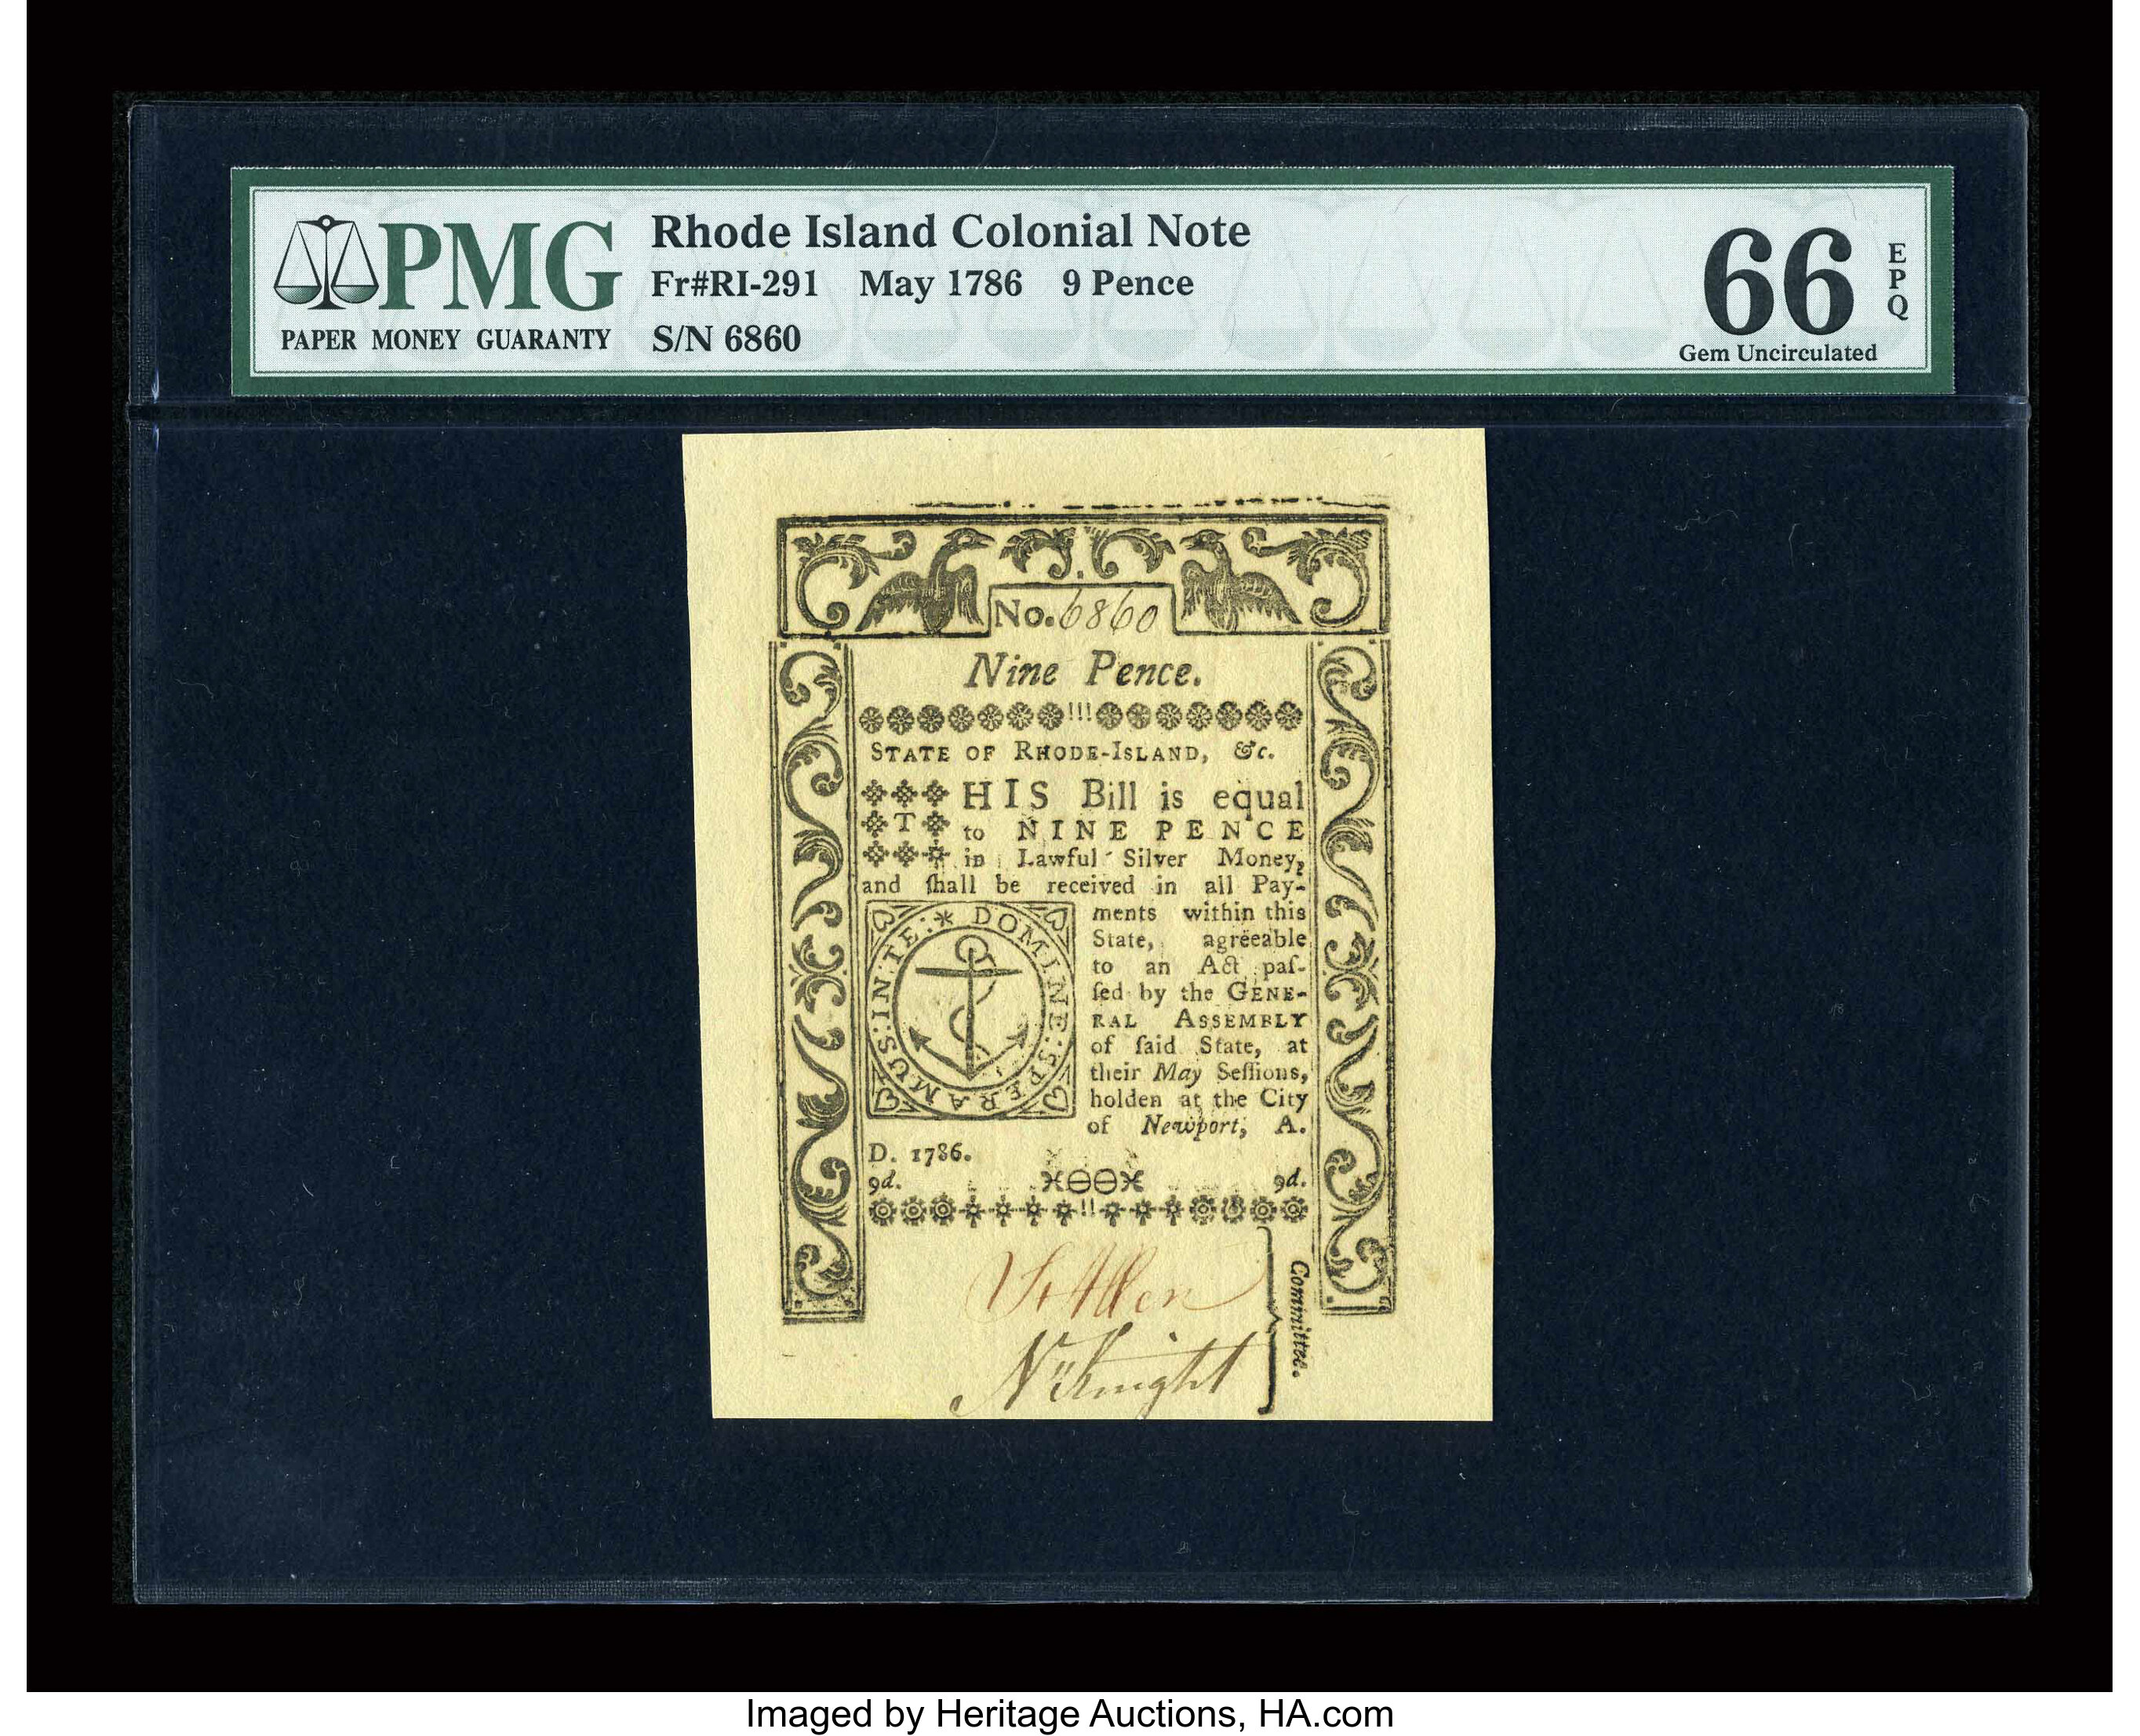 PMG
PAPER MONEY GUARANTY
Rhode Island Colonial Note
Fr#RI-291 May 1786 9 Pence
S/N 6860
66
EPQ
Gem Uncirculated
No. 6860
Nine Pence.
STATE OF RHODE-ISLAND, &c.
THIS Bill is equal
to NINE PENCE
in Lawful Silver Money,
and ſhall be received in all Pay-
ments within this
State, agreeable
to an Act paſ-
ſed by the GENE-
RAL ASSEMBLY
of ſaid State, at
their May Seſſions,
holden at the City
of Newport, A.
D. 1786.
DOMINE:SPERAMUS:IN:TE:*
9d. 9d.
Committee.
Allen
N Knight
Imaged by Heritage Auctions, HA.com